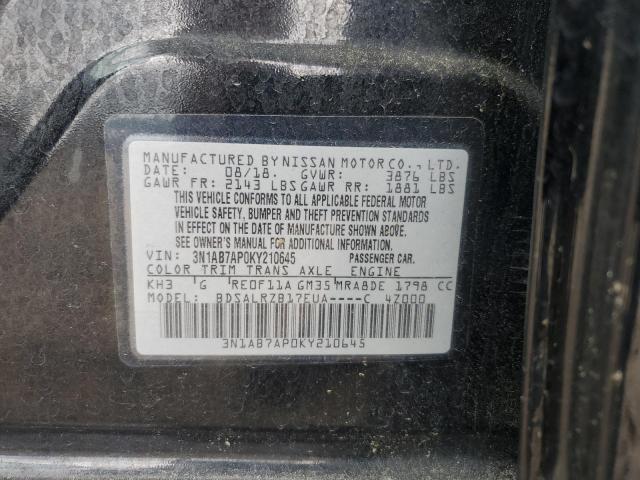 MANUFACTURED BY NISSAN MOTOR CO., LTD.
DATE: 08/18. GVWR: 3876 LBS
GAWR FR: 2143 LBS GAWR RR: 1881 LBS
THIS VEHICLE CONFORMS TO ALL APPLICABLE FEDERAL MOTOR
VEHICLE SAFETY, BUMPER AND THEFT PREVENTION STANDARDS
IN EFFECT ON THE DATE OF MANUFACTURE SHOWN ABOVE.
SEE OWNER'S MANUAL FOR ADDITIONAL INFORMATION.
VIN: 3N1AB7AP0KY210645 PASSENGER CAR.
COLOR TRIM TRANS AXLE ENGINE
KH3 G RE0F11A GM35 MRA8DE 1798 CC
MODEL: BDSALRZB17EUA----C 4Z000
3N1AB7AP0KY210645